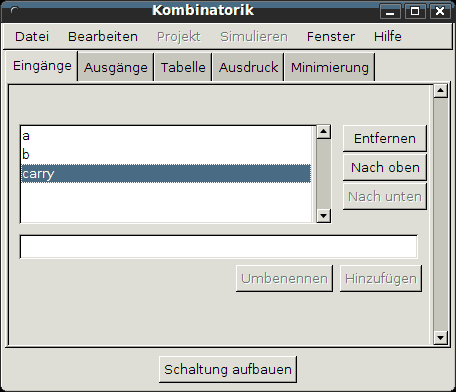 Kombinatorik
Datei Bearbeiten Projekt Simulieren Fenster Hilfe
Eingänge Ausgänge Tabelle Ausdruck Minimierung
a
b
carry
Entfernen
Nach oben
Nach unten
Umbenennen Hinzufügen
Schaltung aufbauen